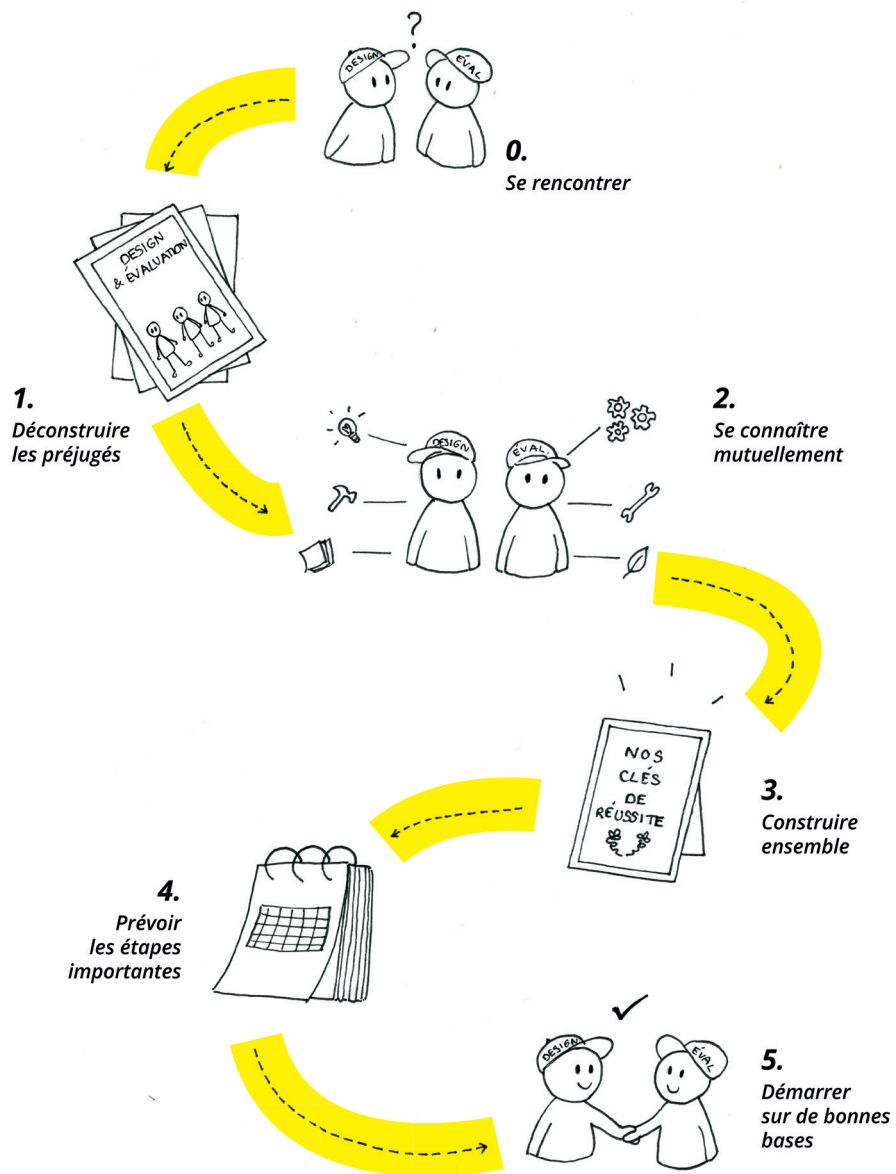 ?
DESIGN
ÉVAL
0.
Se rencontrer
DESIGN
& ÉVALUATION
1.
Déconstruire
les préjugés
DESIGN
ÉVAL.
2.
Se connaître
mutuellement
NOS
CLÉS
DE
RÉUSSITE
3.
Construire
ensemble
4.
Prévoir
les étapes
importantes
DESIGN
ÉVAL
5.
Démarrer
sur de bonnes
bases